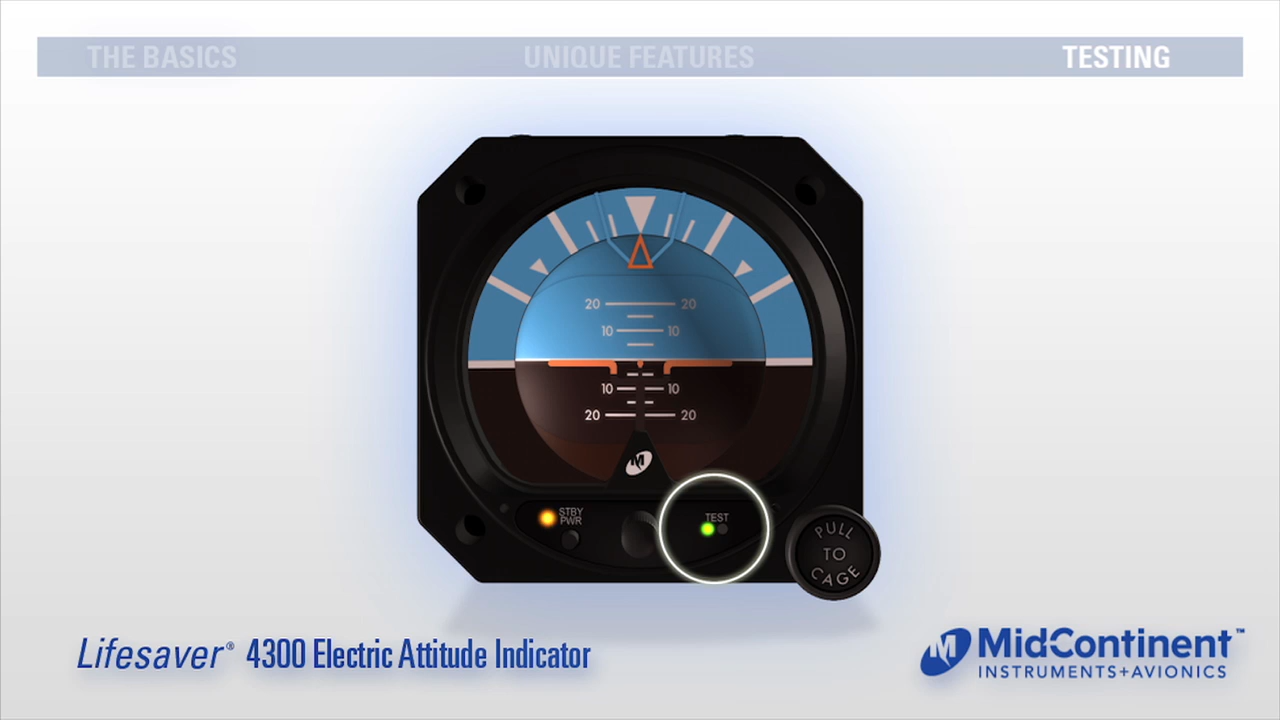 THE BASICS UNIQUE FEATURES TESTING
20 20
10 10
10 10
20 20
M
STBY
PWR
TEST
PULL
TO
CAGE
Lifesaver® 4300 Electric Attitude Indicator
MidContinent™
INSTRUMENTS+AVIONICS